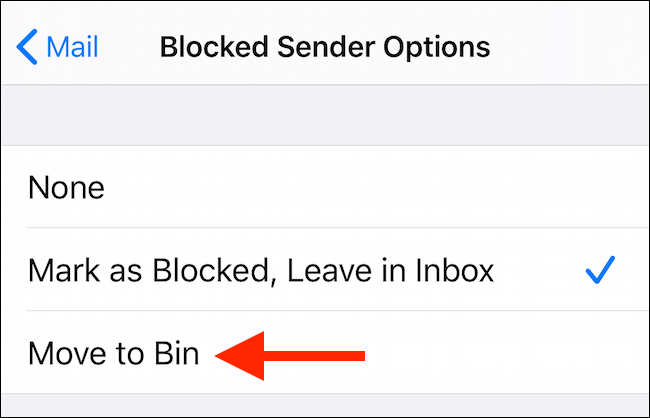 Mail
Blocked Sender Options
None
Mark as Blocked, Leave in Inbox
Move to Bin